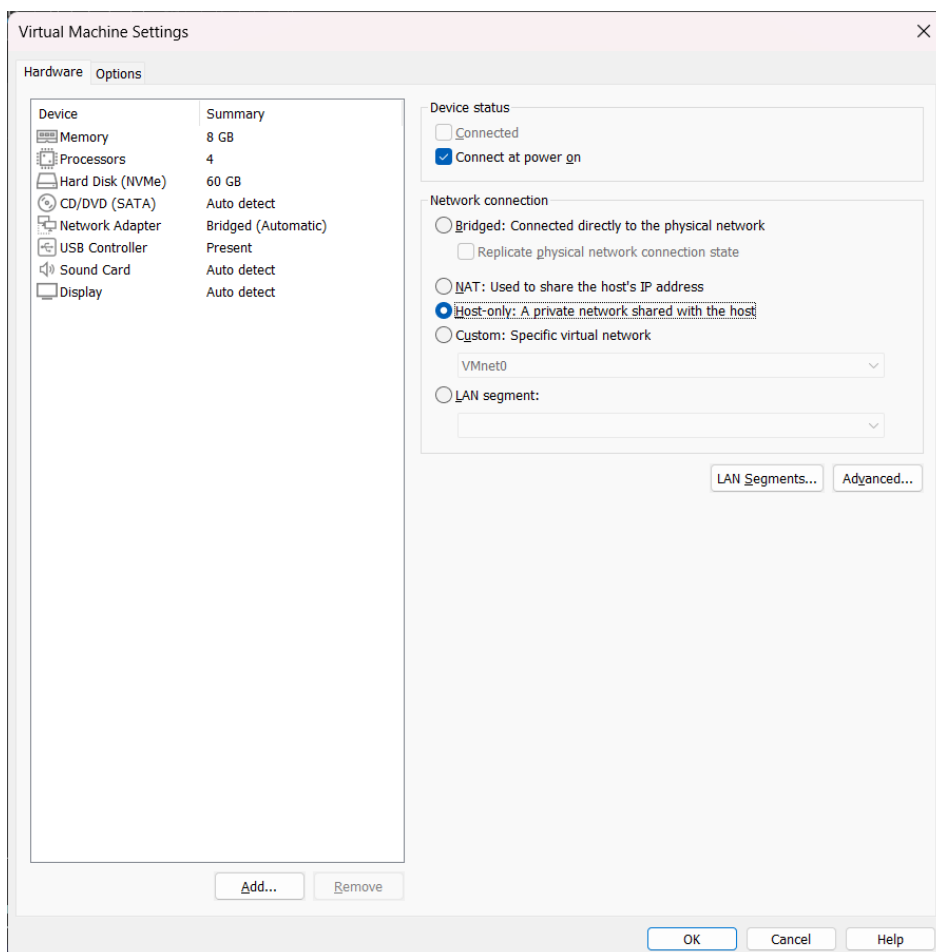 Virtual Machine Settings
Hardware
Options
Device Summary
Memory 8 GB
Processors 4
Hard Disk (NVMe) 60 GB
CD/DVD (SATA) Auto detect
Network Adapter Bridged (Automatic)
USB Controller Present
Sound Card Auto detect
Display Auto detect
Add...
Remove
Device status
Connected
Connect at power on
Network connection
Bridged: Connected directly to the physical network
Replicate physical network connection state
NAT: Used to share the host's IP address
Host-only: A private network shared with the host
Custom: Specific virtual network
VMnet0
LAN segment:
LAN Segments...
Advanced...
OK
Cancel
Help